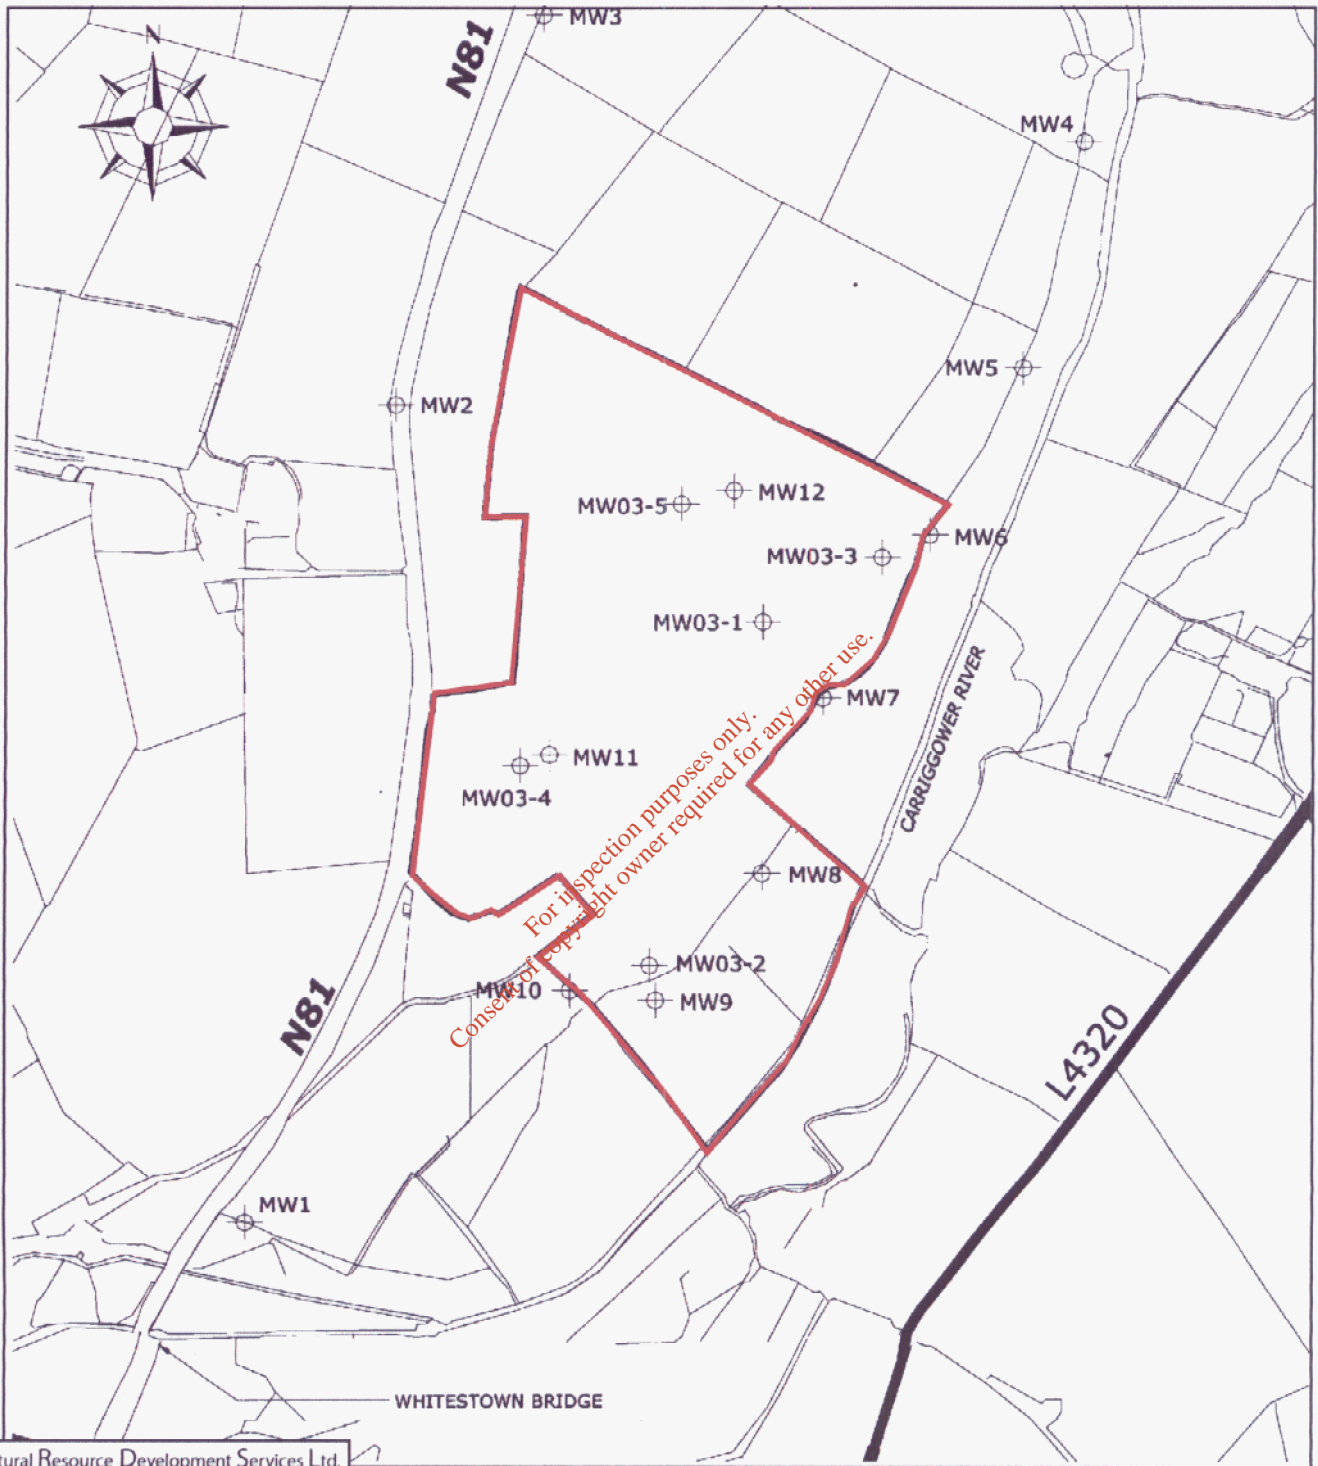 N
N81
MW3
MW4
MW5
MW2
MW12
MW03-5
MW6
MW03-3
MW03-1
MW7
CARRIGGOWER RIVER
MW11
MW03-4
For inspection purposes only.
Consent of copyright owner required for any other use.
MW8
MW03-2
MW10
MW9
N81
L4320
MW1
WHITESTOWN BRIDGE
Resource Development Services Ltd.